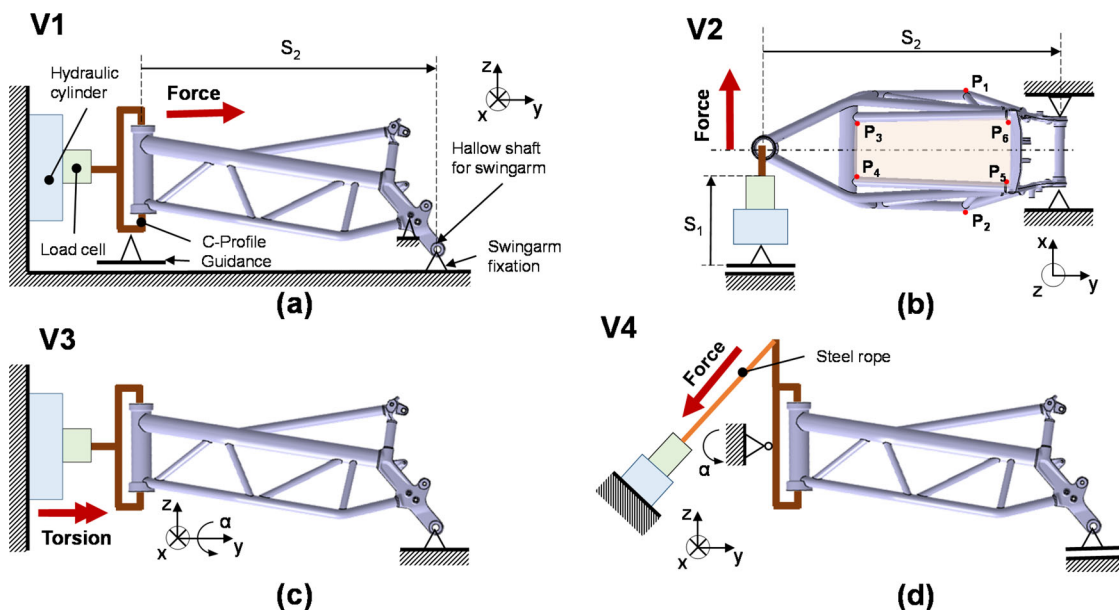 V1
Hydraulic
cylinder
S2
Force
z
x
y
Hallow shaft
for swingarm
Load cell
C-Profile
Guidance
Swingarm
fixation
(a)
V2
S2
Force
P1
P3
P6
P4
P5
P2
S1
x
z
y
(b)
V3
Torsion
z
α
x
y
(c)
V4
Force
Steel rope
α
z
x
y
(d)